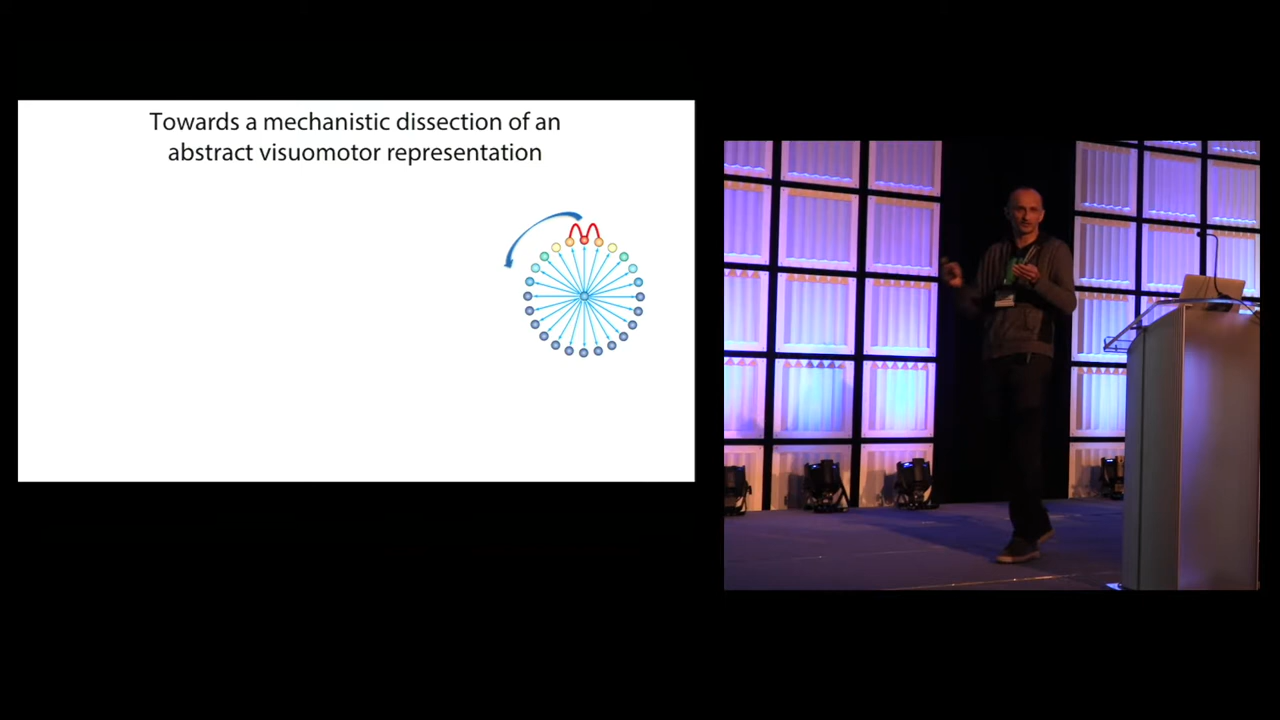 Towards a mechanistic dissection of an
abstract visuomotor representation